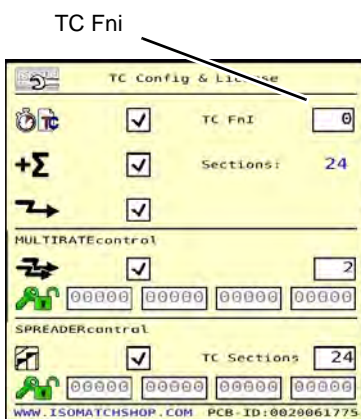 TC Fni
TC Config & License
TC TC FnI 0
+Σ Sections: 24
MULTIRATEcontrol
2
00000 00000 00000 00000
SPREADERcontrol
TC Sections 24
00000 00000 00000 00000
WWW.ISOMATCHSHOP.COM PCB-ID:0020061775